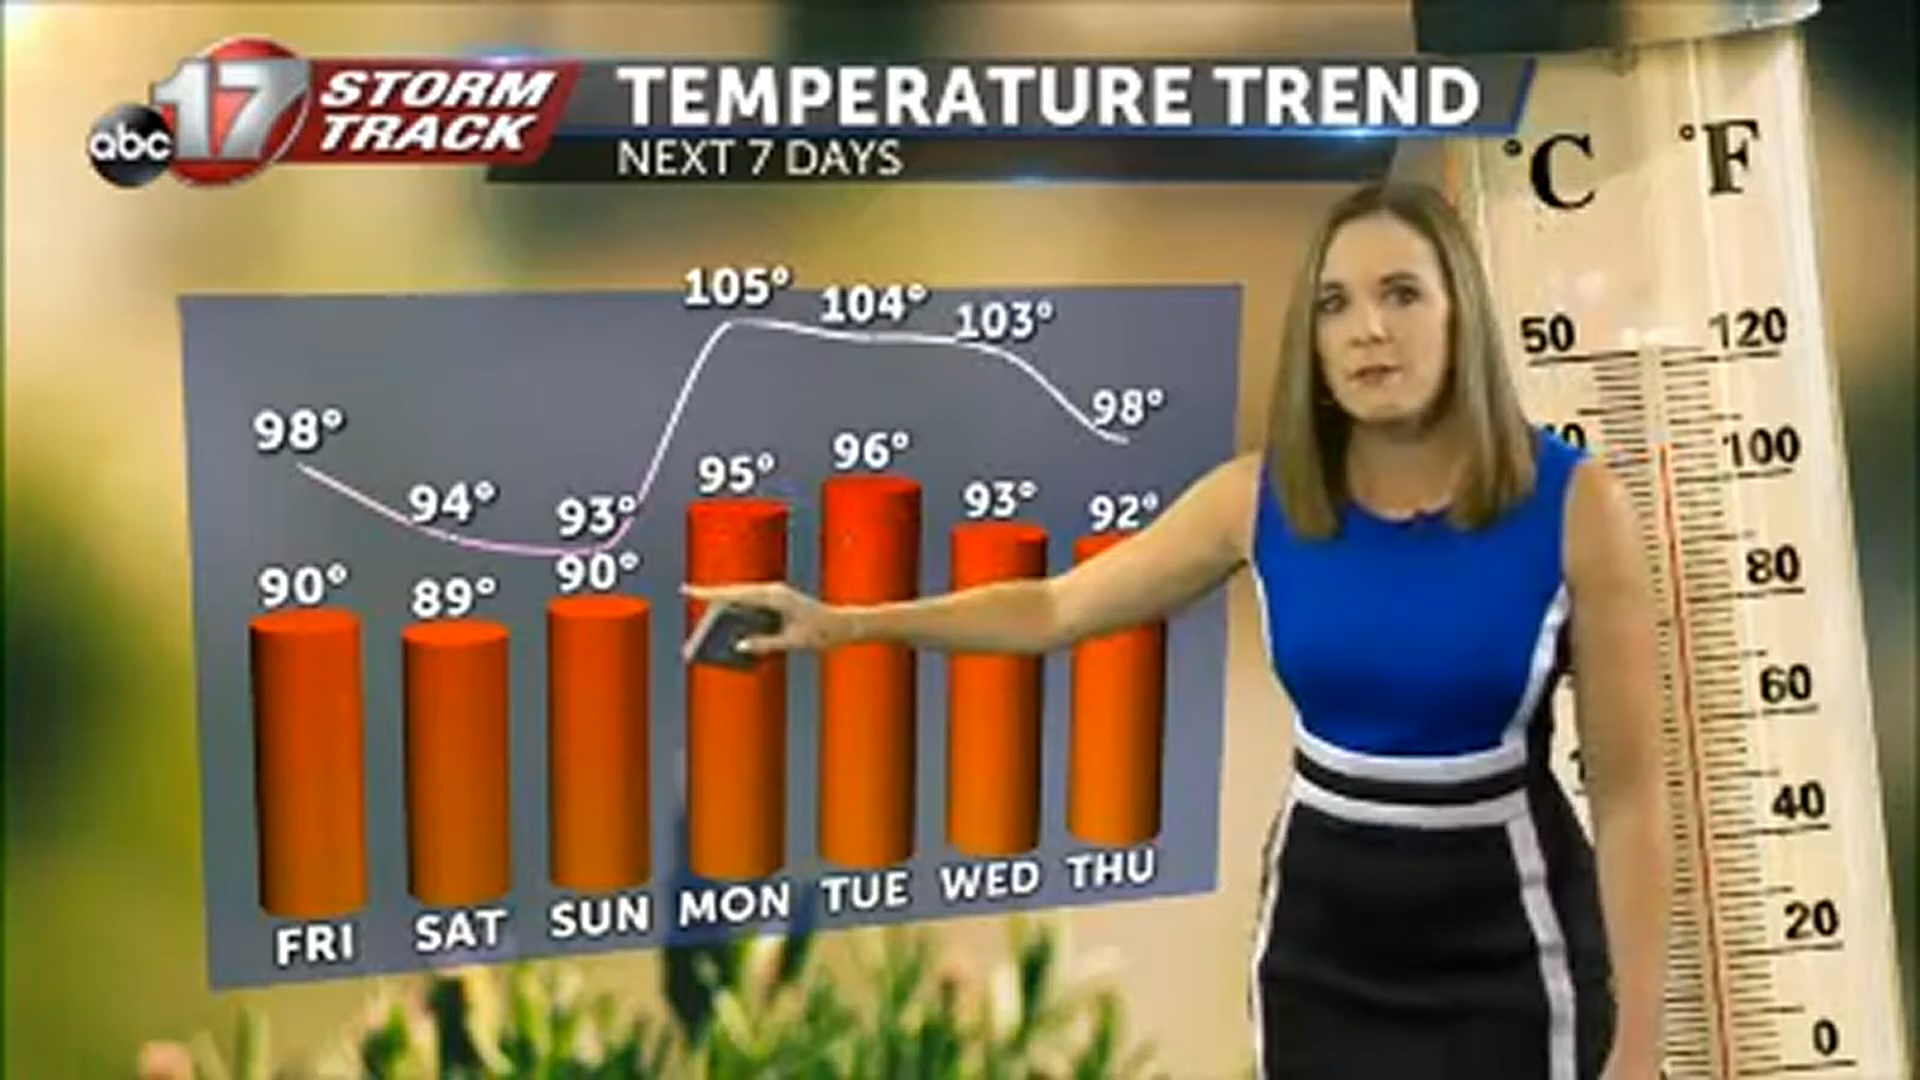 abc 17 STORM TRACK
TEMPERATURE TREND
NEXT 7 DAYS
°C °F
50 120
100
80
60
40
20
0
105° 104° 103°
98° 94° 93° 98°
95° 96° 93° 92°
90° 89° 90°
FRI SAT SUN MON TUE WED THU